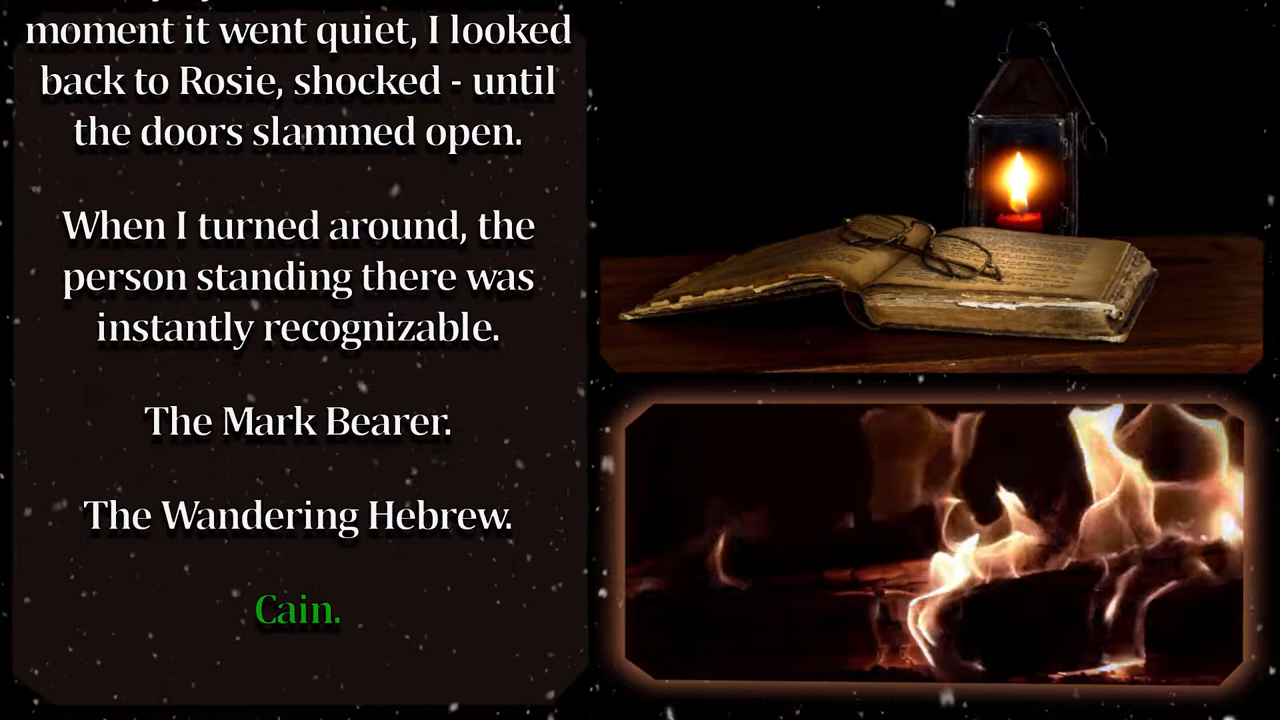 moment it went quiet, I looked
back to Rosie, shocked - until
the doors slammed open.
When I turned around, the
person standing there was
instantly recognizable.
The Mark Bearer.
The Wandering Hebrew.
Cain.